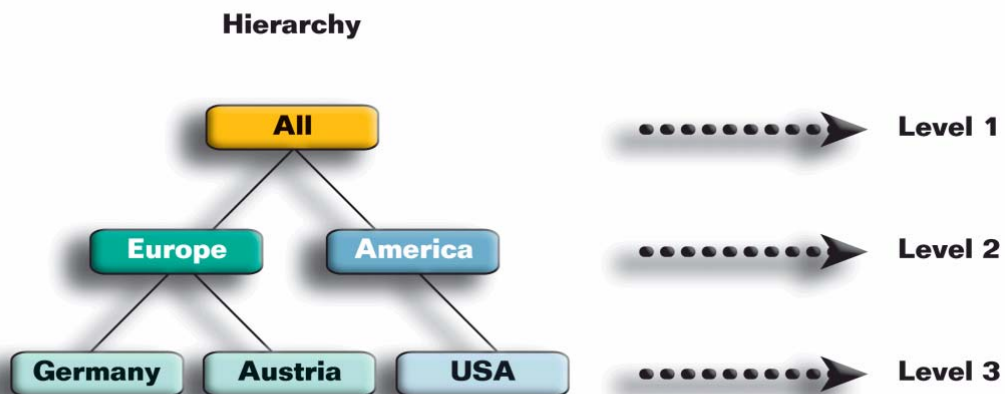 Hierarchy
All
Level 1
Europe
America
Level 2
Germany
Austria
USA
Level 3